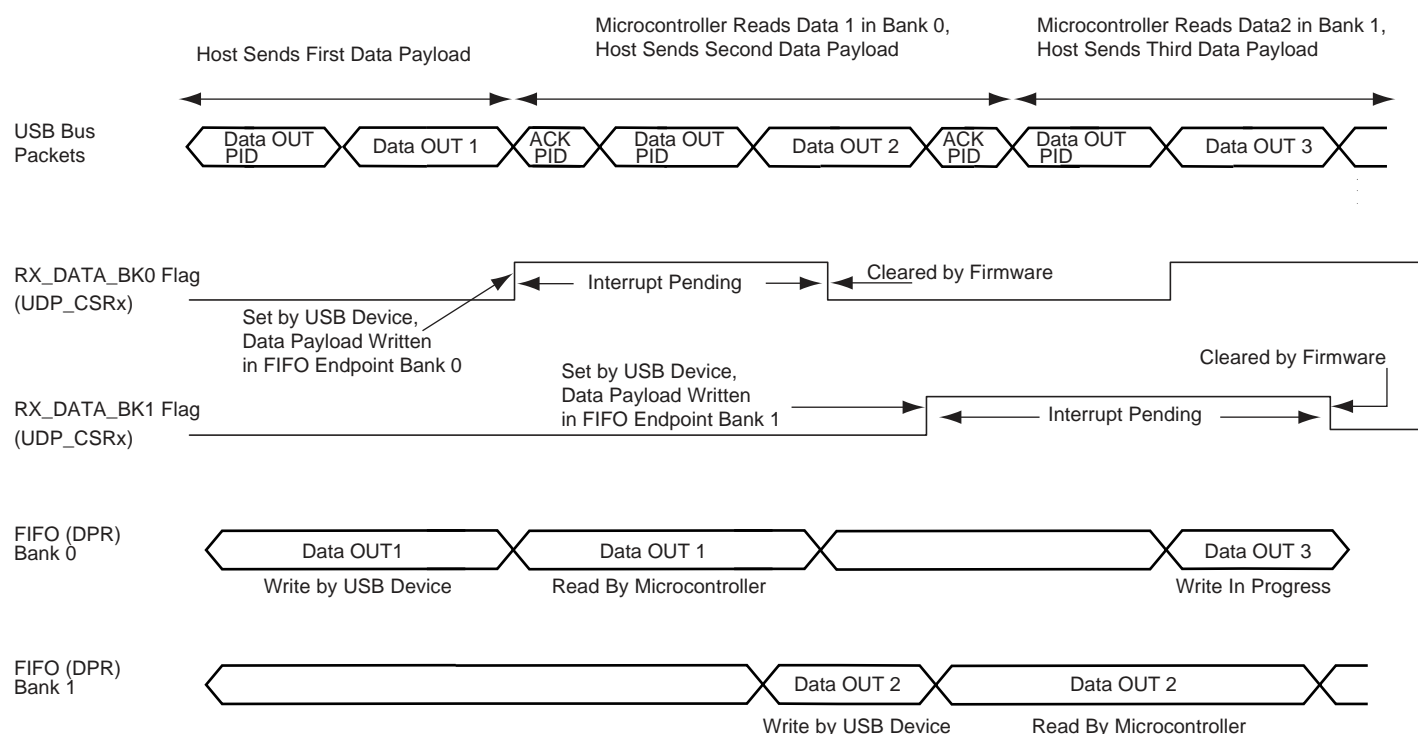 Microcontroller Reads Data 1 in Bank 0,
Host Sends Second Data Payload
Microcontroller Reads Data2 in Bank 1,
Host Sends Third Data Payload
Host Sends First Data Payload
USB Bus
Packets
Data OUT
PID
Data OUT 1
ACK
PID
Data OUT
PID
Data OUT 2
ACK
PID
Data OUT
PID
Data OUT 3
RX_DATA_BK0 Flag
(UDP_CSRx)
Interrupt Pending
Cleared by Firmware
Set by USB Device,
Data Payload Written
in FIFO Endpoint Bank 0
Cleared by Firmware
Set by USB Device,
Data Payload Written
in FIFO Endpoint Bank 1
RX_DATA_BK1 Flag
(UDP_CSRx)
Interrupt Pending
FIFO (DPR)
Bank 0
Data OUT1
Data OUT 1
Data OUT 3
Write by USB Device
Read By Microcontroller
Write In Progress
FIFO (DPR)
Bank 1
Data OUT 2
Data OUT 2
Write by USB Device
Read By Microcontroller